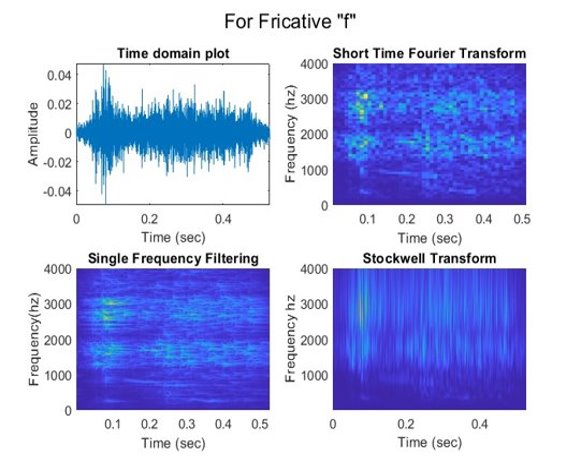 For Fricative "f"
Time domain plot
Amplitude
0.04
0.02
0
-0.02
-0.04
0 0.2 0.4
Time (sec)
Short Time Fourier Transform
Frequency (hz)
4000
3000
2000
1000
0
0.1 0.2 0.3 0.4 0.5
Time (sec)
Single Frequency Filtering
Frequency(hz)
4000
3000
2000
1000
0
0.1 0.2 0.3 0.4 0.5
Time (sec)
Stockwell Transform
Frequency hz
4000
3000
2000
1000
0 0.2 0.4
Time (sec)